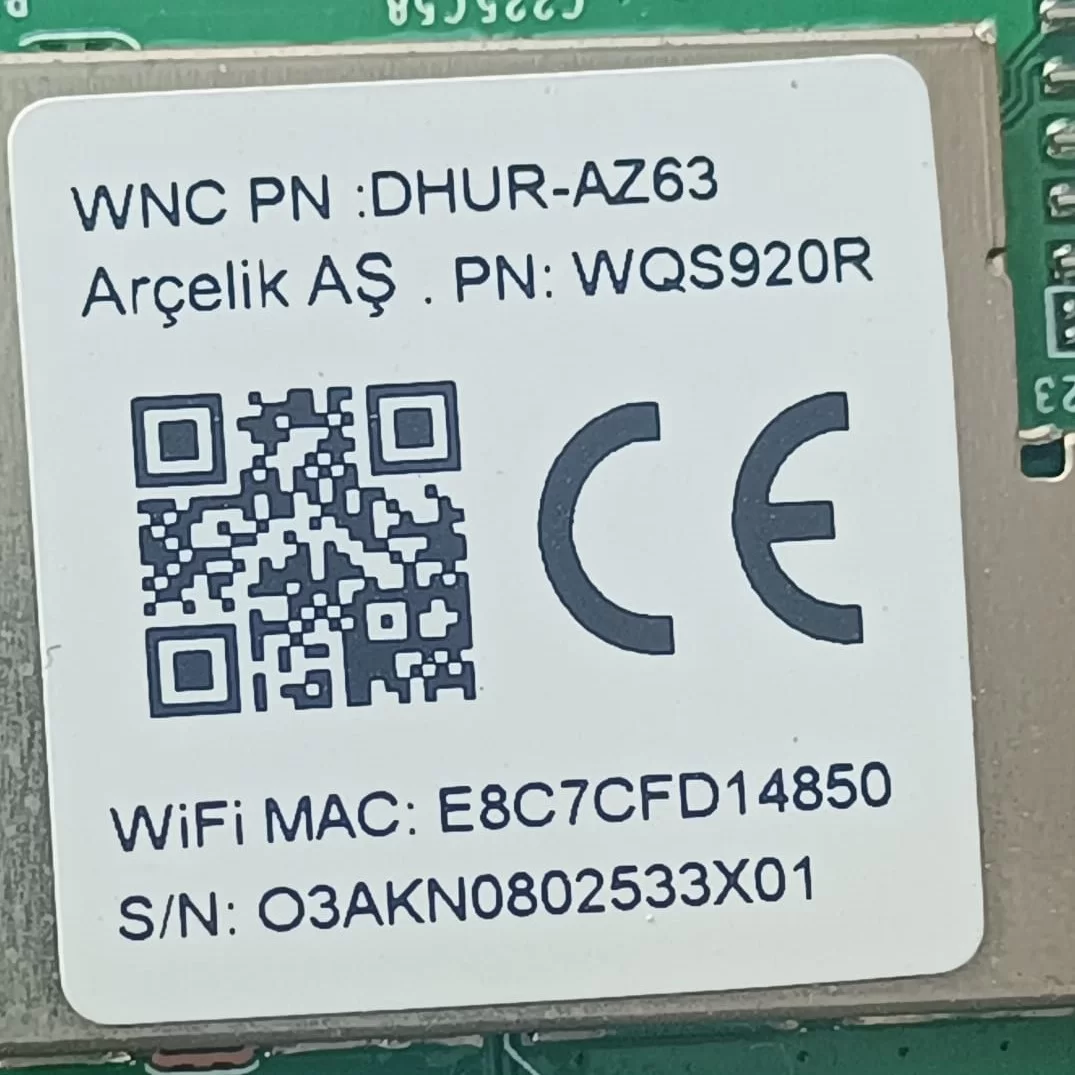 WNC PN :DHUR-AZ63
Arçelik AŞ . PN: WQS920R
CE
WiFi MAC: E8C7CFD14850
S/N: O3AKN0802533X01